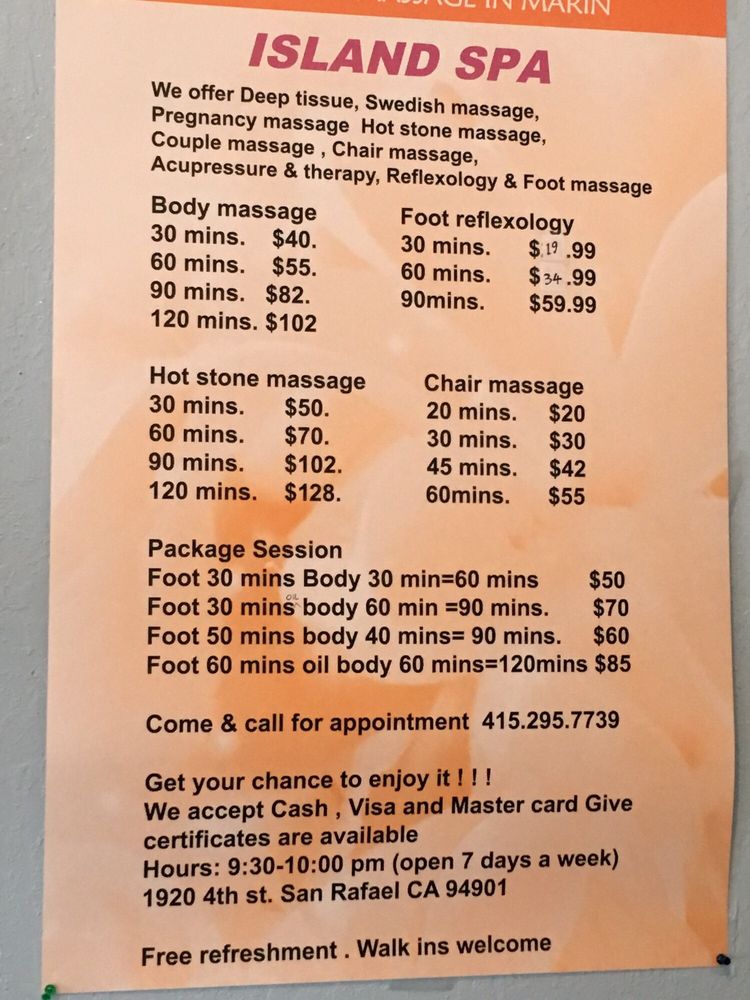 MASSAGE IN MARIN
ISLAND SPA
We offer Deep tissue, Swedish massage,
Pregnancy massage Hot stone massage,
Couple massage , Chair massage,
Acupressure & therapy, Reflexology & Foot massage
Body massage
30 mins. $40.
60 mins. $55.
90 mins. $82.
120 mins. $102
Foot reflexology
30 mins. $19.99
60 mins. $34.99
90mins. $59.99
Hot stone massage
30 mins. $50.
60 mins. $70.
90 mins. $102.
120 mins. $128.
Chair massage
20 mins. $20
30 mins. $30
45 mins. $42
60mins. $55
Package Session
Foot 30 mins Body 30 min=60 mins $50
Foot 30 mins oil body 60 min =90 mins. $70
Foot 50 mins body 40 mins= 90 mins. $60
Foot 60 mins oil body 60 mins=120mins $85
Come & call for appointment 415.295.7739
Get your chance to enjoy it ! ! !
We accept Cash , Visa and Master card Give
certificates are available
Hours: 9:30-10:00 pm (open 7 days a week)
1920 4th st. San Rafael CA 94901
Free refreshment . Walk ins welcome